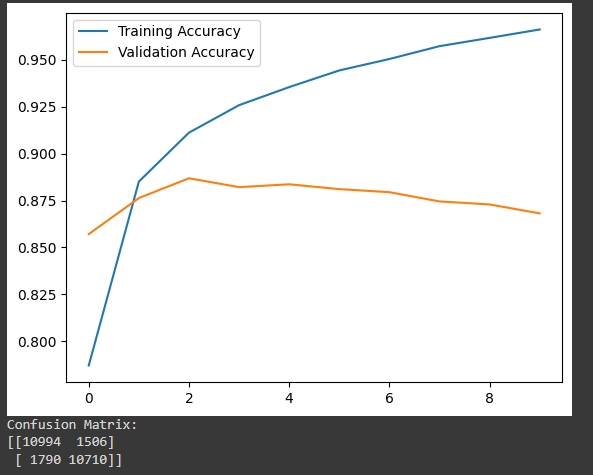 Training Accuracy
Validation Accuracy
0.950
0.925
0.900
0.875
0.850
0.825
0.800
0 2 4 6 8
Confusion Matrix:
[[10994  1506]
 [ 1790 10710]]